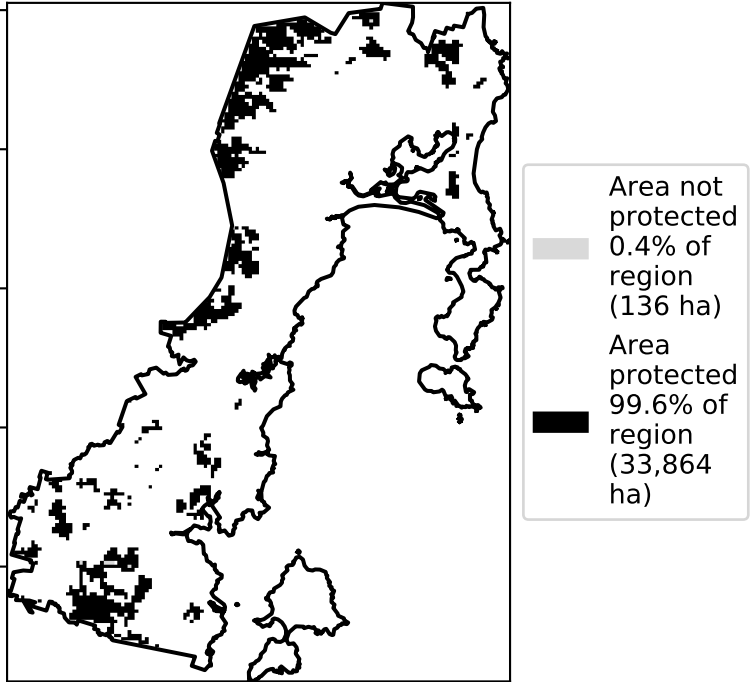 Area not
protected
0.4% of
region
(136 ha)
Area
protected
99.6% of
region
(33,864
ha)